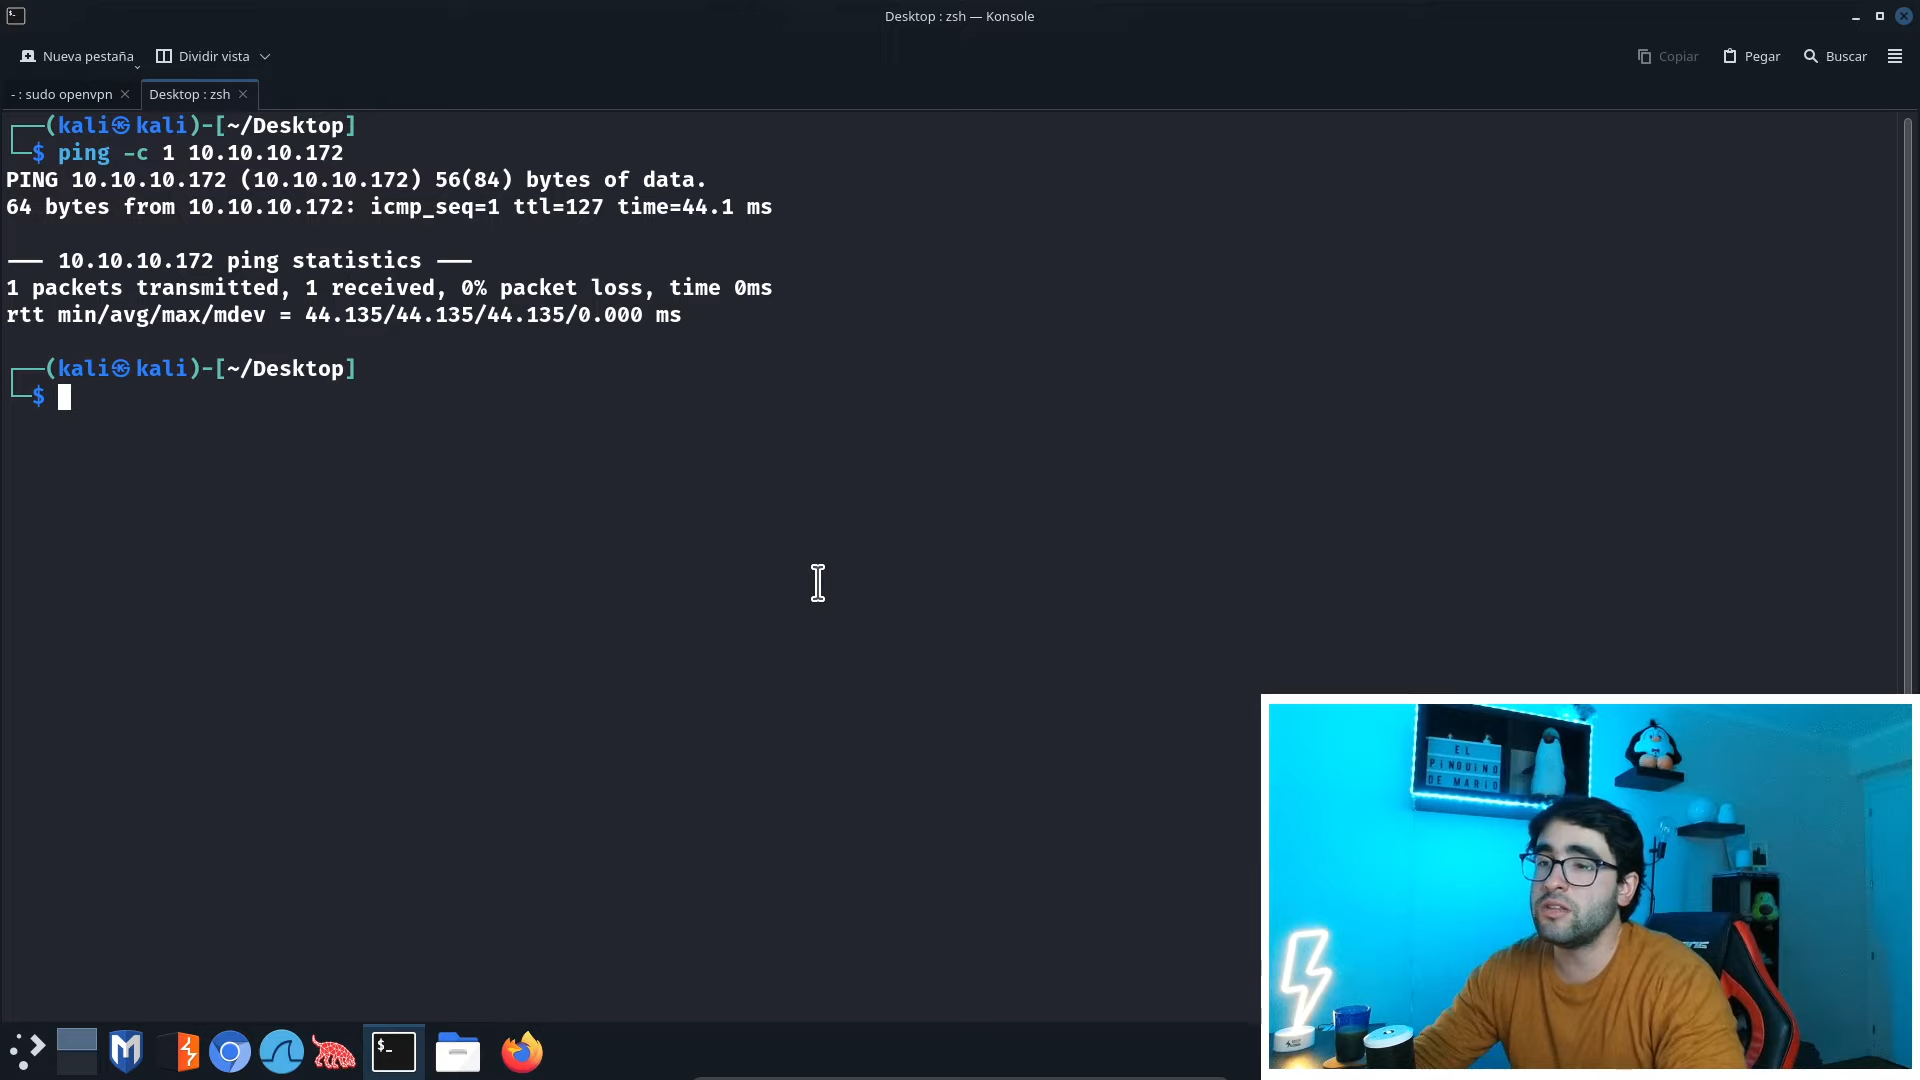 Desktop : zsh — Konsole
Nueva pestaña
Dividir vista
Copiar
Pegar
Buscar
- : sudo openvpn
Desktop : zsh
(kali㉿kali)-[~/Desktop]
$ ping -c 1 10.10.10.172
PING 10.10.10.172 (10.10.10.172) 56(84) bytes of data.
64 bytes from 10.10.10.172: icmp_seq=1 ttl=127 time=44.1 ms
--- 10.10.10.172 ping statistics ---
1 packets transmitted, 1 received, 0% packet loss, time 0ms
rtt min/avg/max/mdev = 44.135/44.135/44.135/0.000 ms
(kali㉿kali)-[~/Desktop]
$
EL
PINGUINO
DE MARIO